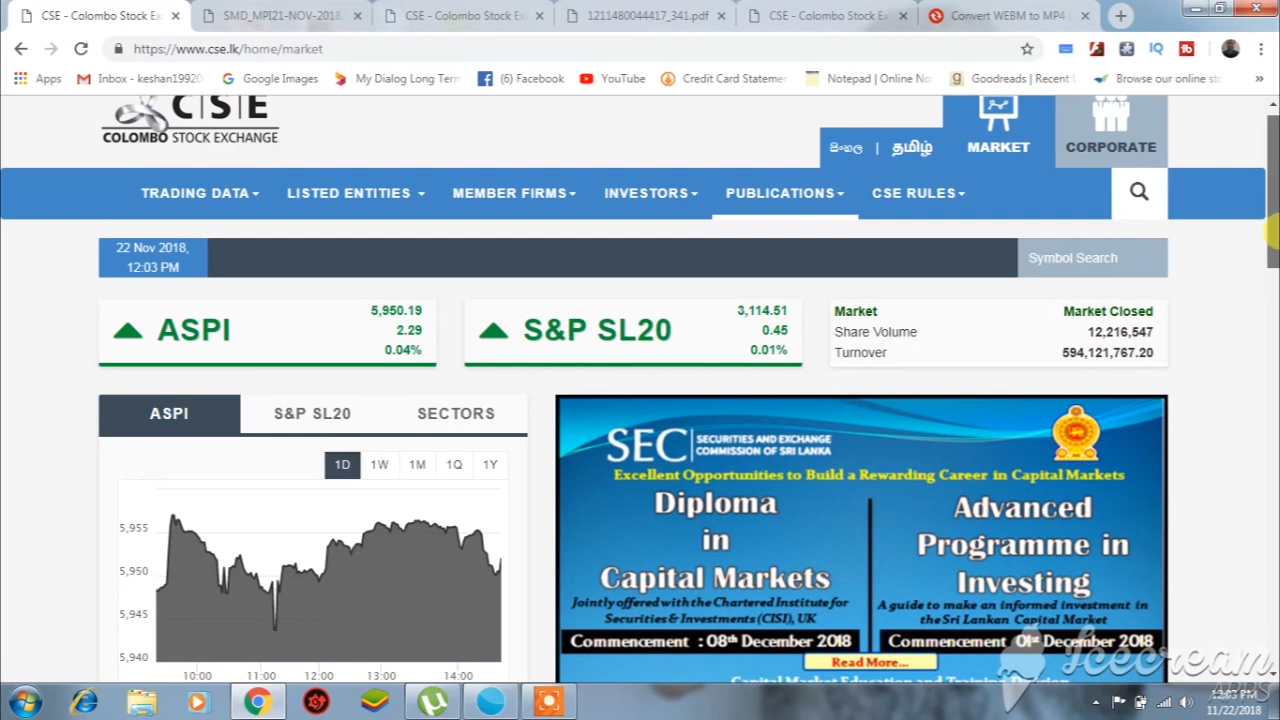 CSE - Colombo Stock Ex
SMD_MPI21-NOV-2018
CSE - Colombo Stock Ex
1211480044417_341.pdf
CSE - Colombo Stock Ex
Convert WEBM to MP4
https://www.cse.lk/home/market
Apps
Inbox - keshan19920
Google Images
My Dialog Long Term
(6) Facebook
YouTube
Credit Card Statemen
Notepad | Online No
Goodreads | Recent
Browse our online st
C|S|E
COLOMBO STOCK EXCHANGE
සිංහල | தமிழ்
MARKET
CORPORATE
TRADING DATA
LISTED ENTITIES
MEMBER FIRMS
INVESTORS
PUBLICATIONS
CSE RULES
22 Nov 2018,
12:03 PM
Symbol Search
ASPI
5,950.19
2.29
0.04%
S&P SL20
3,114.51
0.45
0.01%
Market Market Closed
Share Volume 12,216,547
Turnover 594,121,767.20
ASPI S&P SL20 SECTORS
1D 1W 1M 1Q 1Y
5,955
5,950
5,945
5,940
10:00 11:00 12:00 13:00 14:00
SEC
SECURITIES AND EXCHANGE
COMMISSION OF SRI LANKA
Excellent Opportunities to Build a Rewarding Career in Capital Markets
Diploma
in
Capital Markets
Jointly offered with the Chartered Institute for
Securities & Investments (CISI), UK
Commencement : 08th December 2018
Advanced
Programme in
Investing
A guide to make an informed investment in
the Sri Lankan Capital Market
Commencement 01st December 2018
Read More...
Capital Market Education and Training Division
Icecream
APPS
12:03 PM
11/22/2018